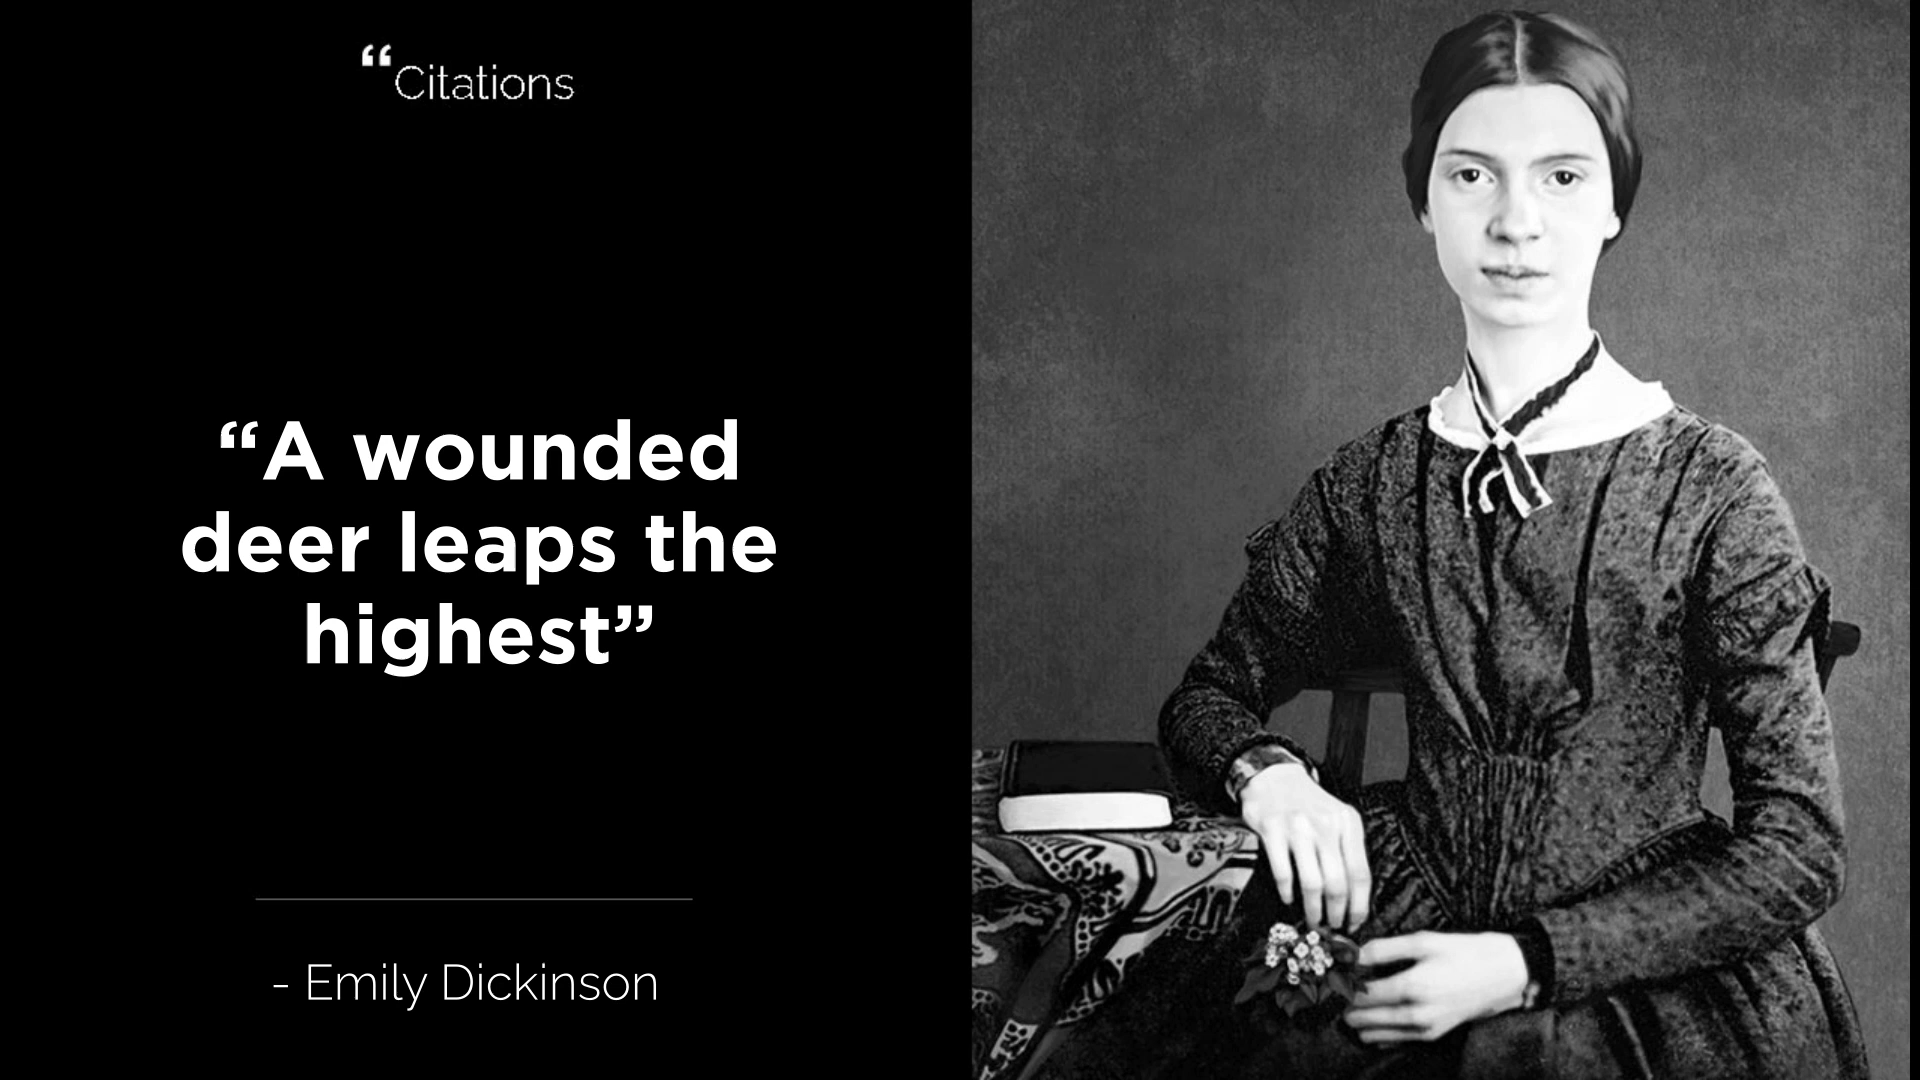 “Citations
“A wounded
deer leaps the
highest”
- Emily Dickinson